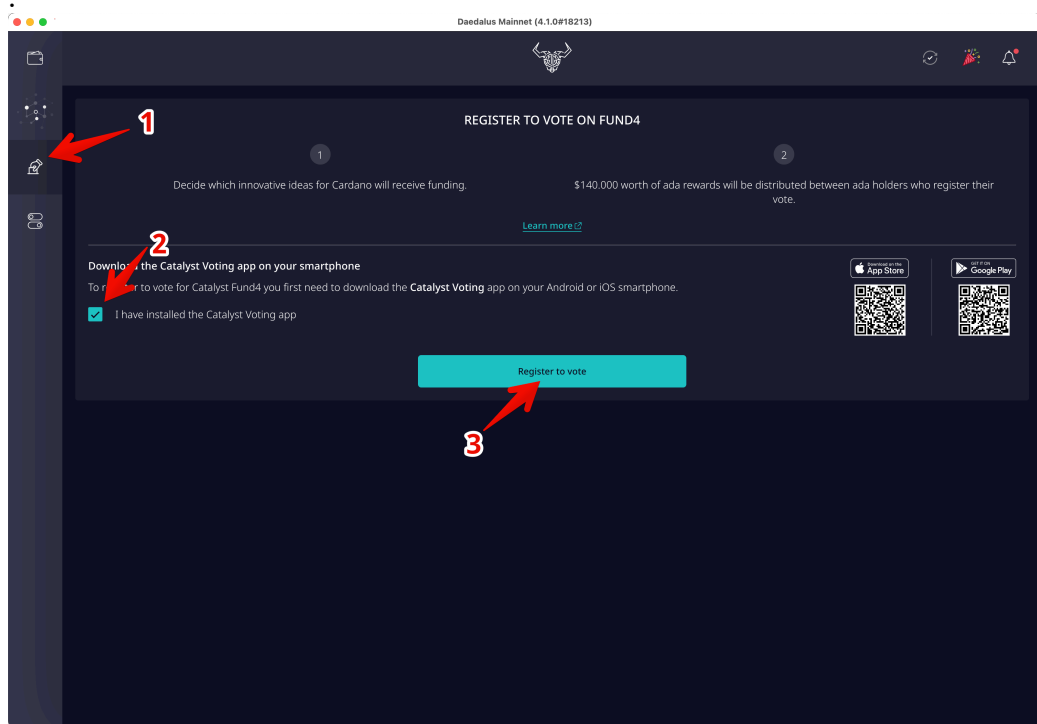 Daedalus Mainnet (4.1.0#18213)
1
REGISTER TO VOTE ON FUND4
1
2
Decide which innovative ideas for Cardano will receive funding.
$140.000 worth of ada rewards will be distributed between ada holders who register their
vote.
Learn more
2
Download the Catalyst Voting app on your smartphone
To register to vote for Catalyst Fund4 you first need to download the Catalyst Voting app on your Android or iOS smartphone.
I have installed the Catalyst Voting app
Download on the
App Store
GET IT ON
Google Play
Register to vote
3